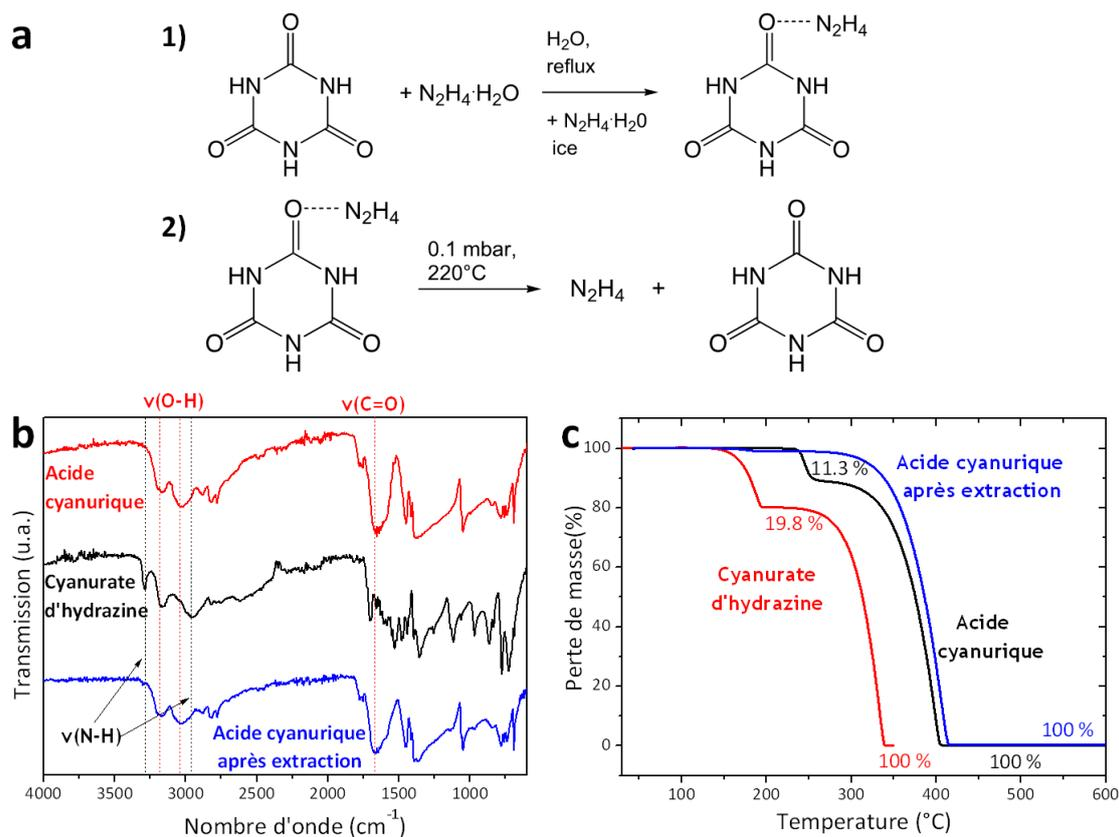 a
1)
O
HN
NH
O
N
H
O
+ N2H4·H2O
H2O,
reflux
+ N2H4·H20
ice
O
N2H4
HN
NH
O
N
H
O
2)
O
N2H4
HN
NH
O
N
H
O
0.1 mbar,
220°C
N2H4
+
O
HN
NH
O
N
H
O
b
ν(O-H)
ν(C=O)
Acide
cyanurique
Cyanurate
d'hydrazine
ν(N-H)
Acide cyanurique
après extraction
Transmission (u.a.)
4000
3500
3000
2500
2000
1500
1000
Nombre d'onde (cm-1)
c
Perte de masse(%)
100
80
60
40
20
0
11.3 %
Acide cyanurique
après extraction
19.8 %
Cyanurate
d'hydrazine
Acide
cyanurique
100 %
100 %
100 %
100
200
300
400
500
600
Temperature (°C)